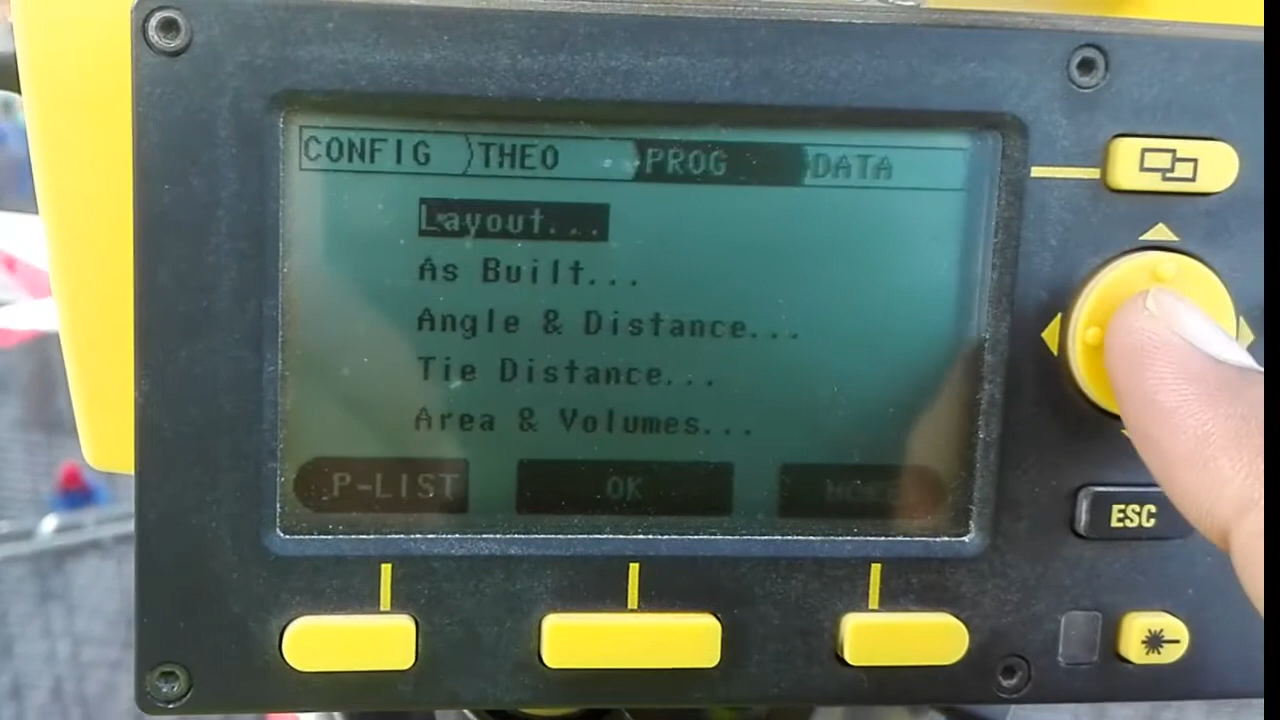 CONFIG THEO PROG DATA
Layout...
As Built...
Angle & Distance...
Tie Distance...
Area & Volumes...
P-LIST OK
ESC